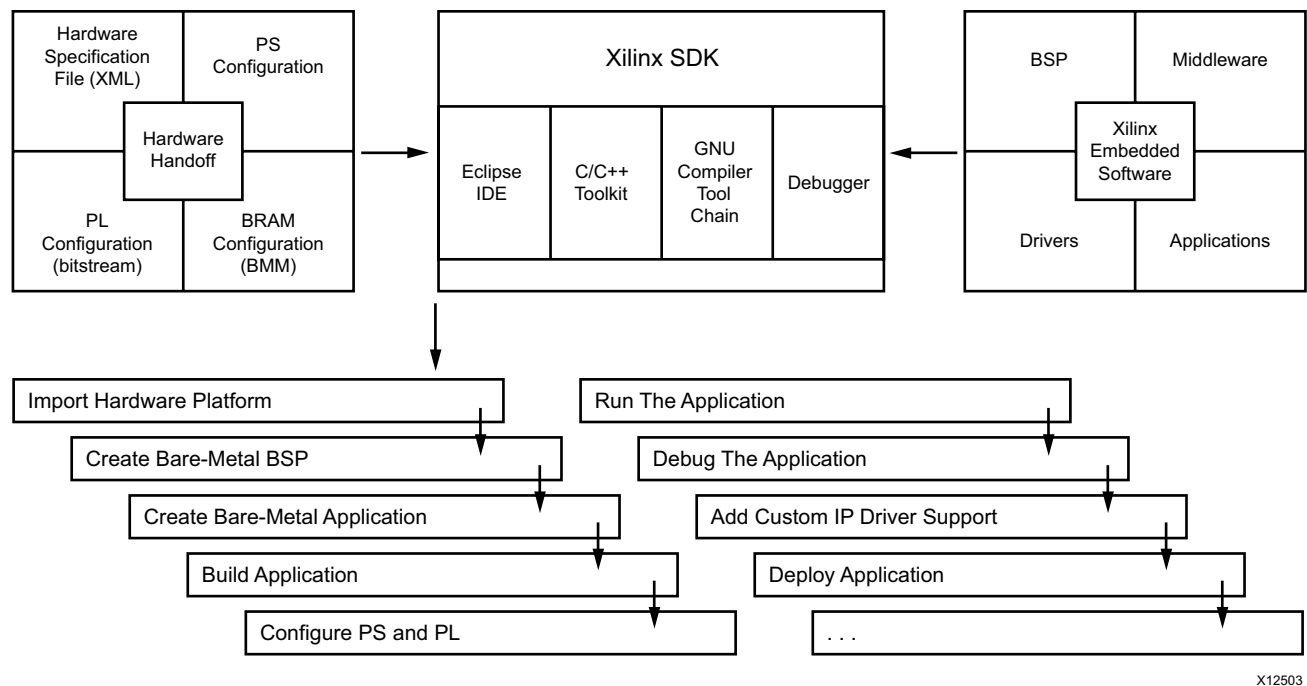 Hardware
Specification
File (XML)
PS
Configuration
Hardware
Handoff
PL
Configuration
(bitstream)
BRAM
Configuration
(BMM)
Xilinx SDK
Eclipse
IDE
C/C++
Toolkit
GNU
Compiler
Tool
Chain
Debugger
BSP
Middleware
Xilinx
Embedded
Software
Drivers
Applications
Import Hardware Platform
Create Bare-Metal BSP
Create Bare-Metal Application
Build Application
Configure PS and PL
Run The Application
Debug The Application
Add Custom IP Driver Support
Deploy Application
. . .
X12503